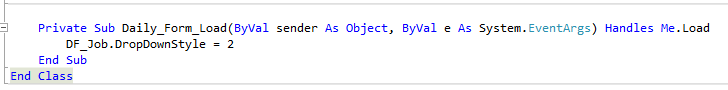 Private Sub Daily_Form_Load(ByVal sender As Object, ByVal e As System.EventArgs) Handles Me.Load
DF_Job.DropDownStyle = 2
End Sub
End Class